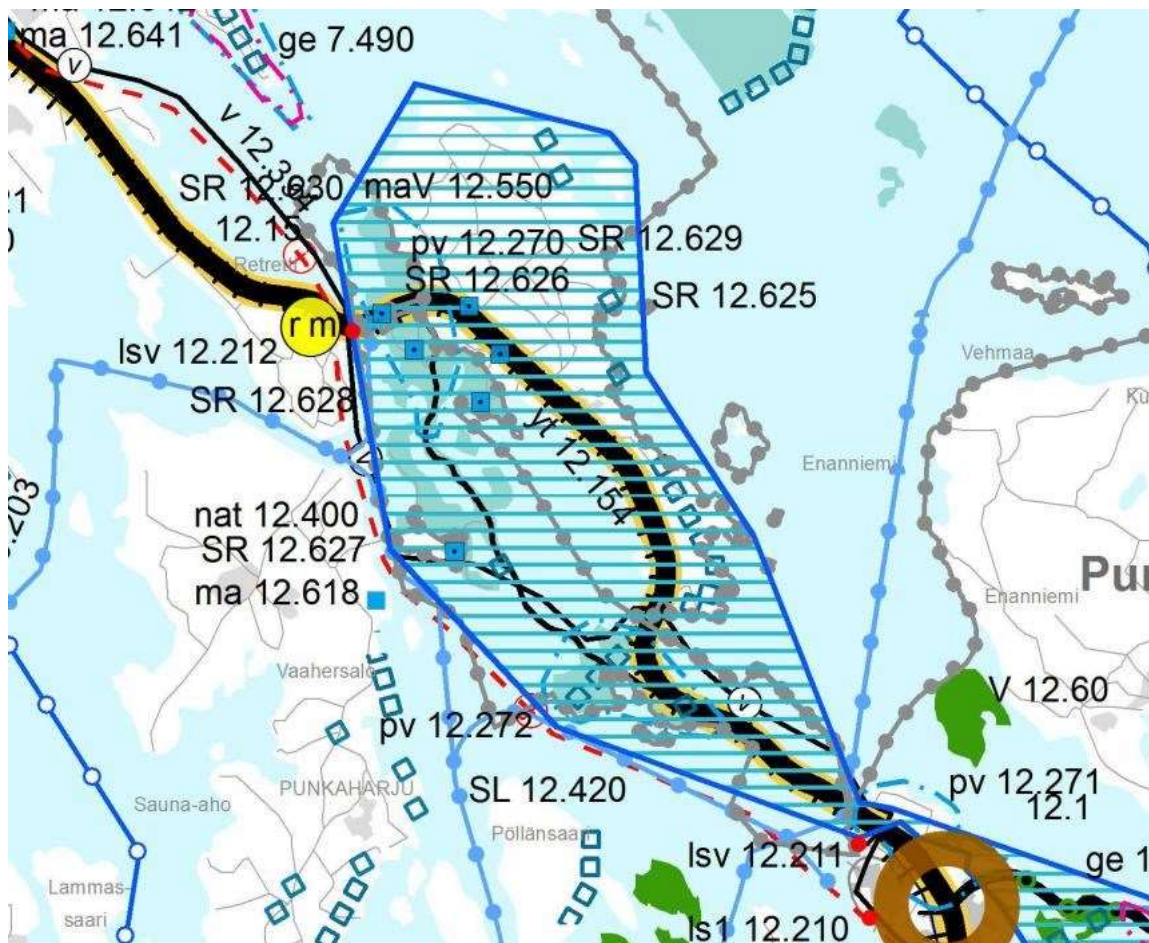 ma 12.641
ge 7.490
v
v 12.364
SR 12.630
maV 12.550
12.15
pv 12.270
SR 12.629
Retretti
SR 12.626
SR 12.625
r m
lsv 12.212
Vehmaa
SR 12.628
yt 12.154
v
Enanniemi
nat 12.400
SR 12.627
ma 12.618
Pun
Enanniemi
Vaahersalo
V 12.60
v
pv 12.272
pv 12.271
12.1
PUNKAHARJU
SL 12.420
Sauna-aho
Pöllänsaari
lsv 12.211
ge 1
Lammas-
saari
ls1 12.210